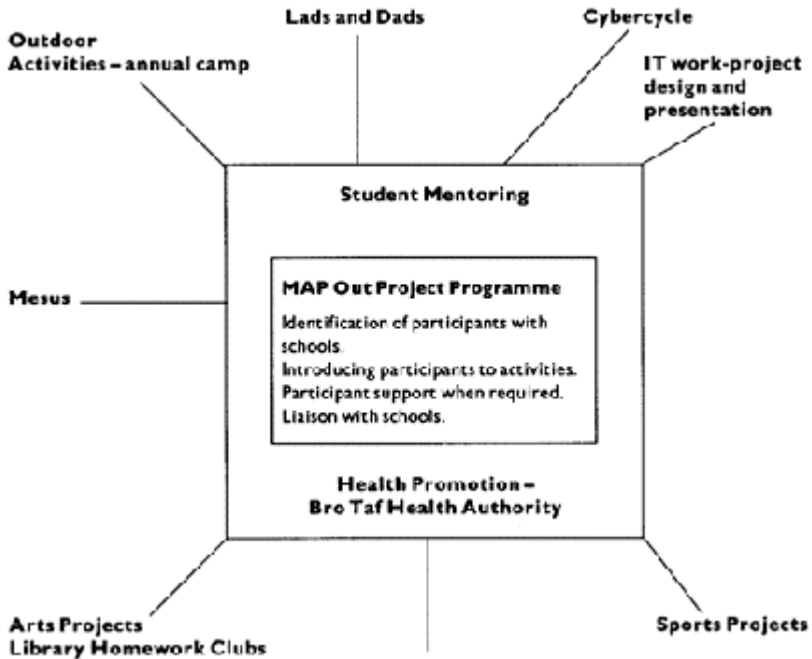 Lads and Dads
Cybercycle
Outdoor
Activities – annual camp
IT work-project
design and
presentation
Student Mentoring
Mesus
MAP Out Project Programme
Identification of participants with
schools.
Introducing participants to activities.
Participant support when required.
Liaison with schools.
Health Promotion –
Bro Taf Health Authority
Arts Projects
Library Homework Clubs
Sports Projects